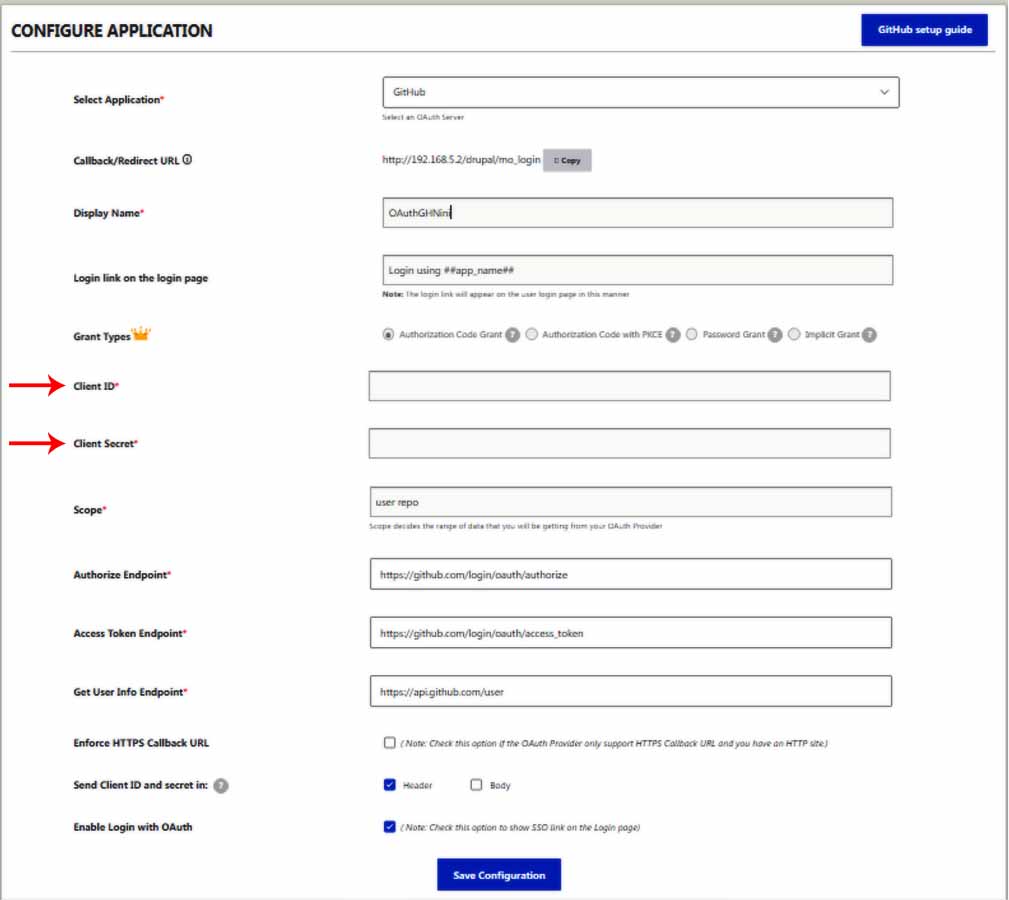 CONFIGURE APPLICATION
GitHub setup guide
Select Application*
GitHub
Select an OAuth Server
Callback/Redirect URL
http://192.168.5.2/drupal/mo_login
Copy
Display Name*
OAuthGHNini
Login link on the login page
Login using ##app_name##
Note: The login link will appear on the user login page in this manner
Grant Types
Authorization Code Grant ? Authorization Code with PKCE ? Password Grant ? Implicit Grant ?
Client ID*
Client Secret*
Scope*
user repo
Scope decides the range of data that you will be getting from your OAuth Provider
Authorize Endpoint*
https://github.com/login/oauth/authorize
Access Token Endpoint*
https://github.com/login/oauth/access_token
Get User Info Endpoint*
https://api.github.com/user
Enforce HTTPS Callback URL
( Note: Check this option if the OAuth Provider only support HTTPS Callback URL and you have an HTTP site.)
Send Client ID and secret in: ?
Header Body
Enable Login with OAuth
( Note: Check this option to show SSO link on the Login page)
Save Configuration